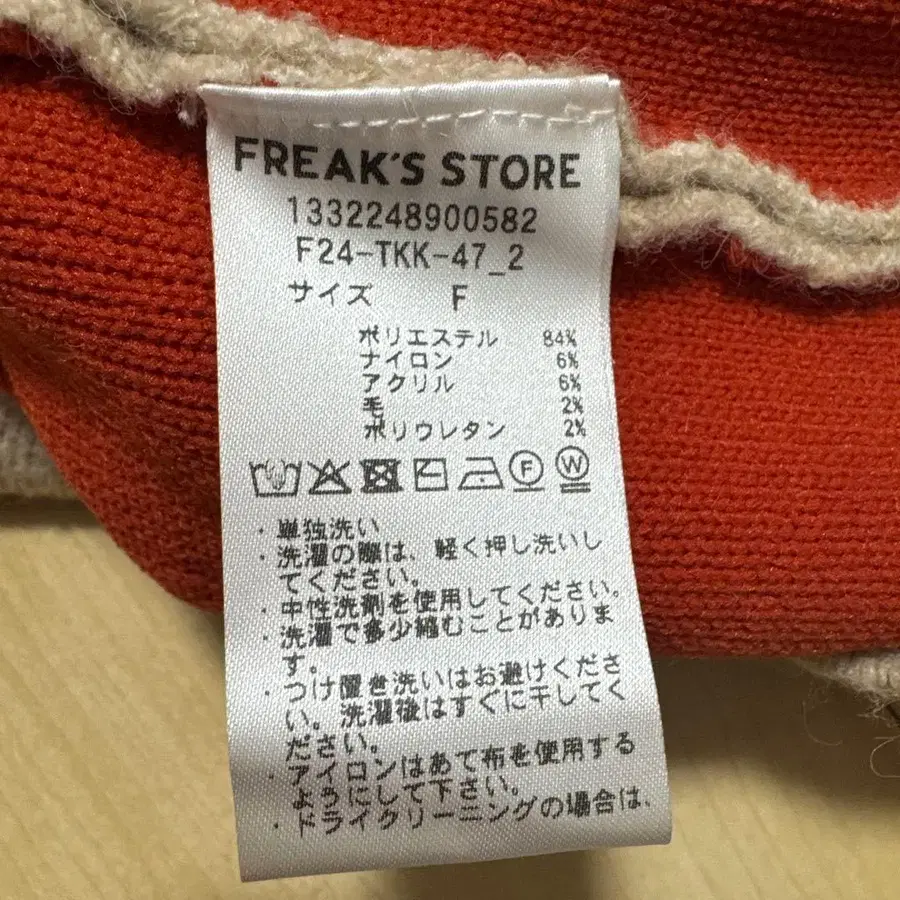 FREAK'S STORE
1332248900582
F24-TKK-47_2
サイズ F
ポリエステル 84%
ナイロン 6%
アクリル 6%
毛 2%
ポリウレタン 2%
F W
・単独洗い
・洗濯の際は、軽く押し洗いし
てください。
・中性洗剤を使用してください。
・洗濯で多少縮むことがありま
す。
・つけ置き洗いはお避けくださ
い。洗濯後はすぐに干してく
ださい。
・アイロンはあて布を使用する
ようにして下さい。
・ドライクリーニングの場合は、